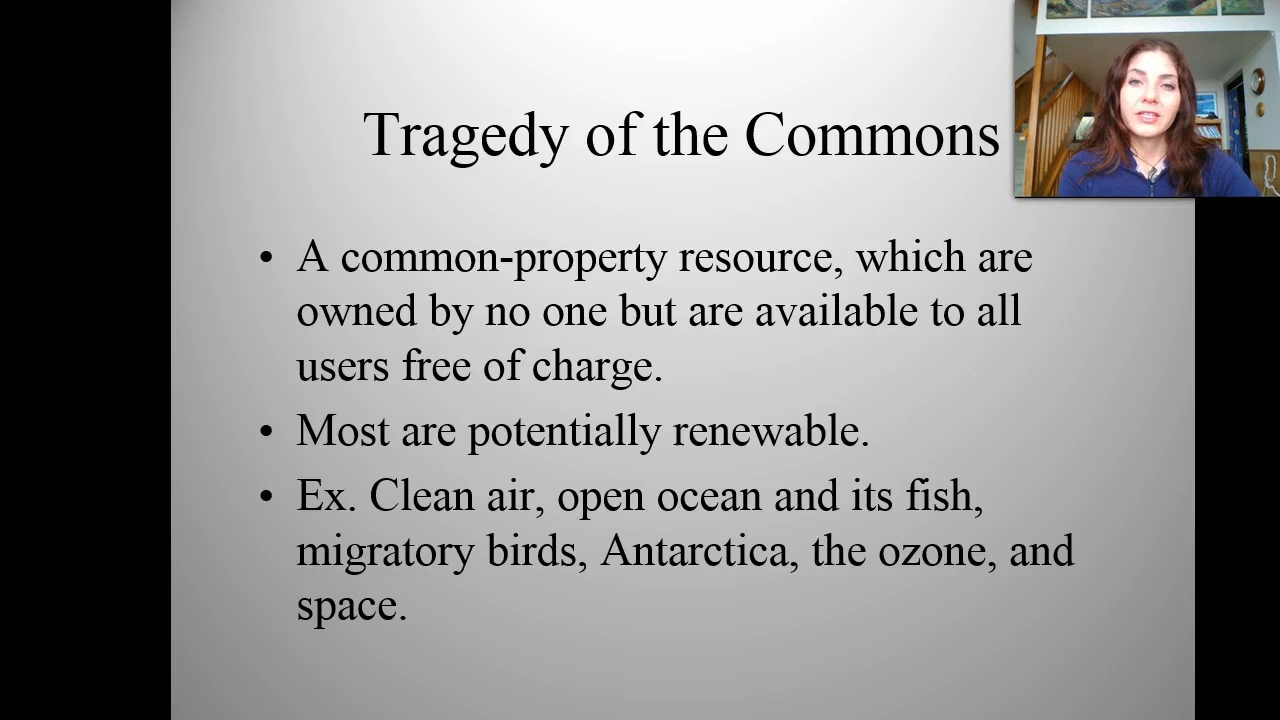 Tragedy of the Commons
• A common-property resource, which are
owned by no one but are available to all
users free of charge.
• Most are potentially renewable.
• Ex. Clean air, open ocean and its fish,
migratory birds, Antarctica, the ozone, and
space.